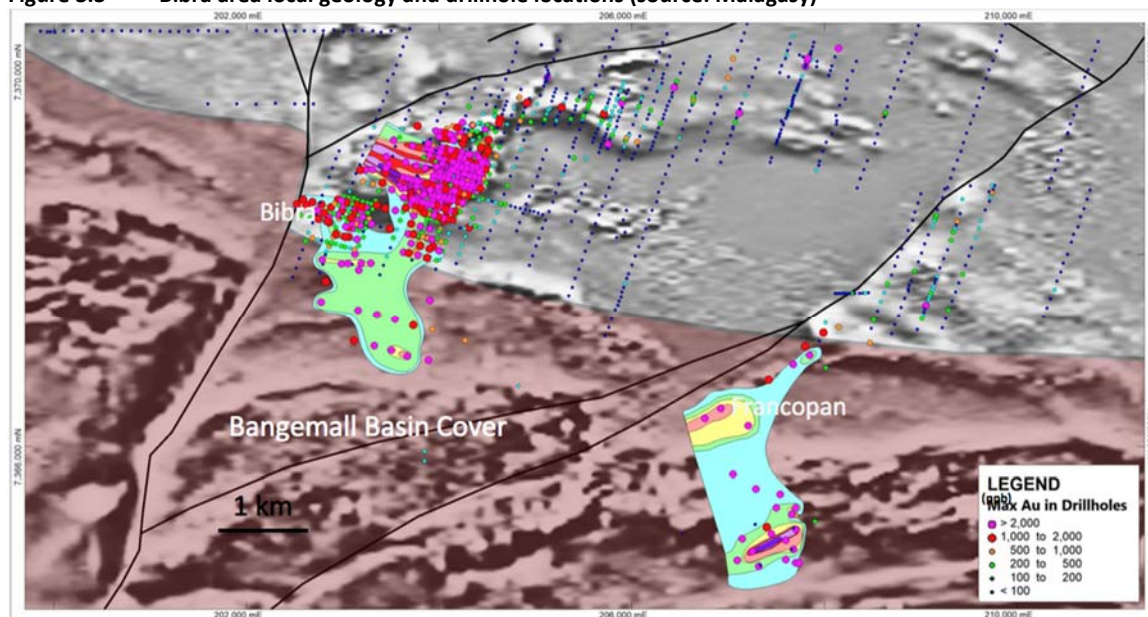 Bibra area local geology and drillhole locations (source: Malagasy)
202,000 mE 206,000 mE 210,000 mE
7,370,000 mN
Bibra
Francopan
Bangemall Basin Cover
7,366,000 mN
1 km
LEGEND
(ppb)
Max Au in Drillholes
> 2,000
1,000 to 2,000
500 to 1,000
200 to 500
100 to 200
< 100
202,000 mE 206,000 mE 210,000 mE